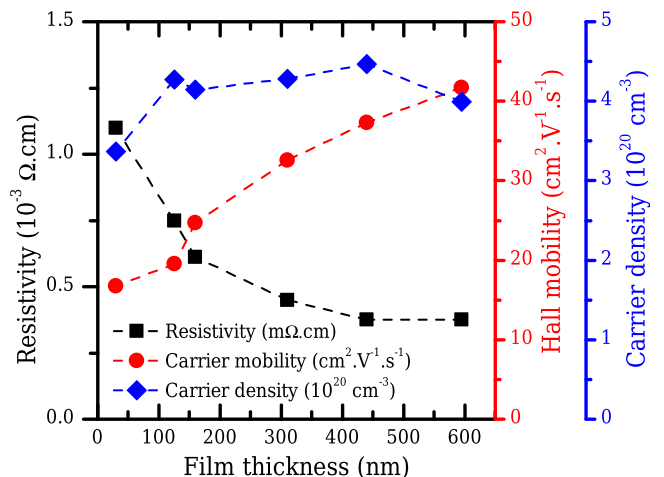 1.5
1.0
0.5
0.0
Resistivity (10⁻³ Ω.cm)
50
40
30
20
10
0
Hall mobility (cm².V⁻¹.s⁻¹)
5
4
3
2
1
0
Carrier density (10²⁰ cm⁻³)
Resistivity (mΩ.cm)
Carrier mobility (cm².V⁻¹.s⁻¹)
Carrier density (10²⁰ cm⁻³)
0 100 200 300 400 500 600
Film thickness (nm)